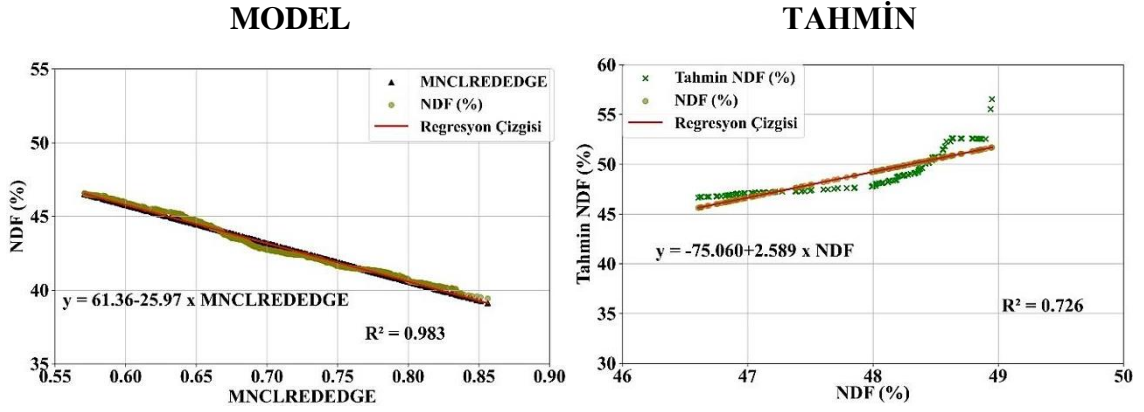 MODEL
55
50
45
40
35
NDF (%)
0.55
0.60
0.65
0.70
0.75
0.80
0.85
0.90
MNCLREDEDGE
MNCLREDEDGE
NDF (%)
Regresyon Çizgisi
y = 61.36-25.97 x MNCLREDEDGE
R² = 0.983
TAHMİN
60
55
50
45
40
35
30
Tahmin NDF (%)
46
47
48
49
50
NDF (%)
Tahmin NDF (%)
NDF (%)
Regresyon Çizgisi
y = -75.060+2.589 x NDF
R² = 0.726